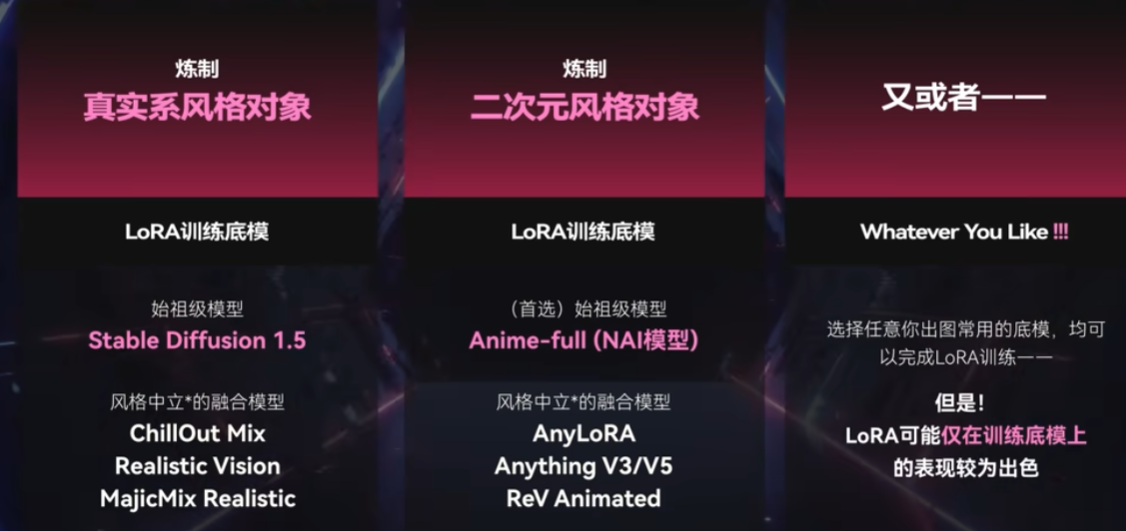 炼制
真实系风格对象
LoRA训练底模
始祖级模型
Stable Diffusion 1.5
风格中立*的融合模型
ChillOut Mix
Realistic Vision
MajicMix Realistic
炼制
二次元风格对象
LoRA训练底模
（首选）始祖级模型
Anime-full (NAI模型)
风格中立*的融合模型
AnyLoRA
Anything V3/V5
ReV Animated
又或者——
Whatever You Like !!!
选择任意你出图常用的底模，均可
以完成LoRA训练——
但是！
LoRA可能仅在训练底模上
的表现较为出色